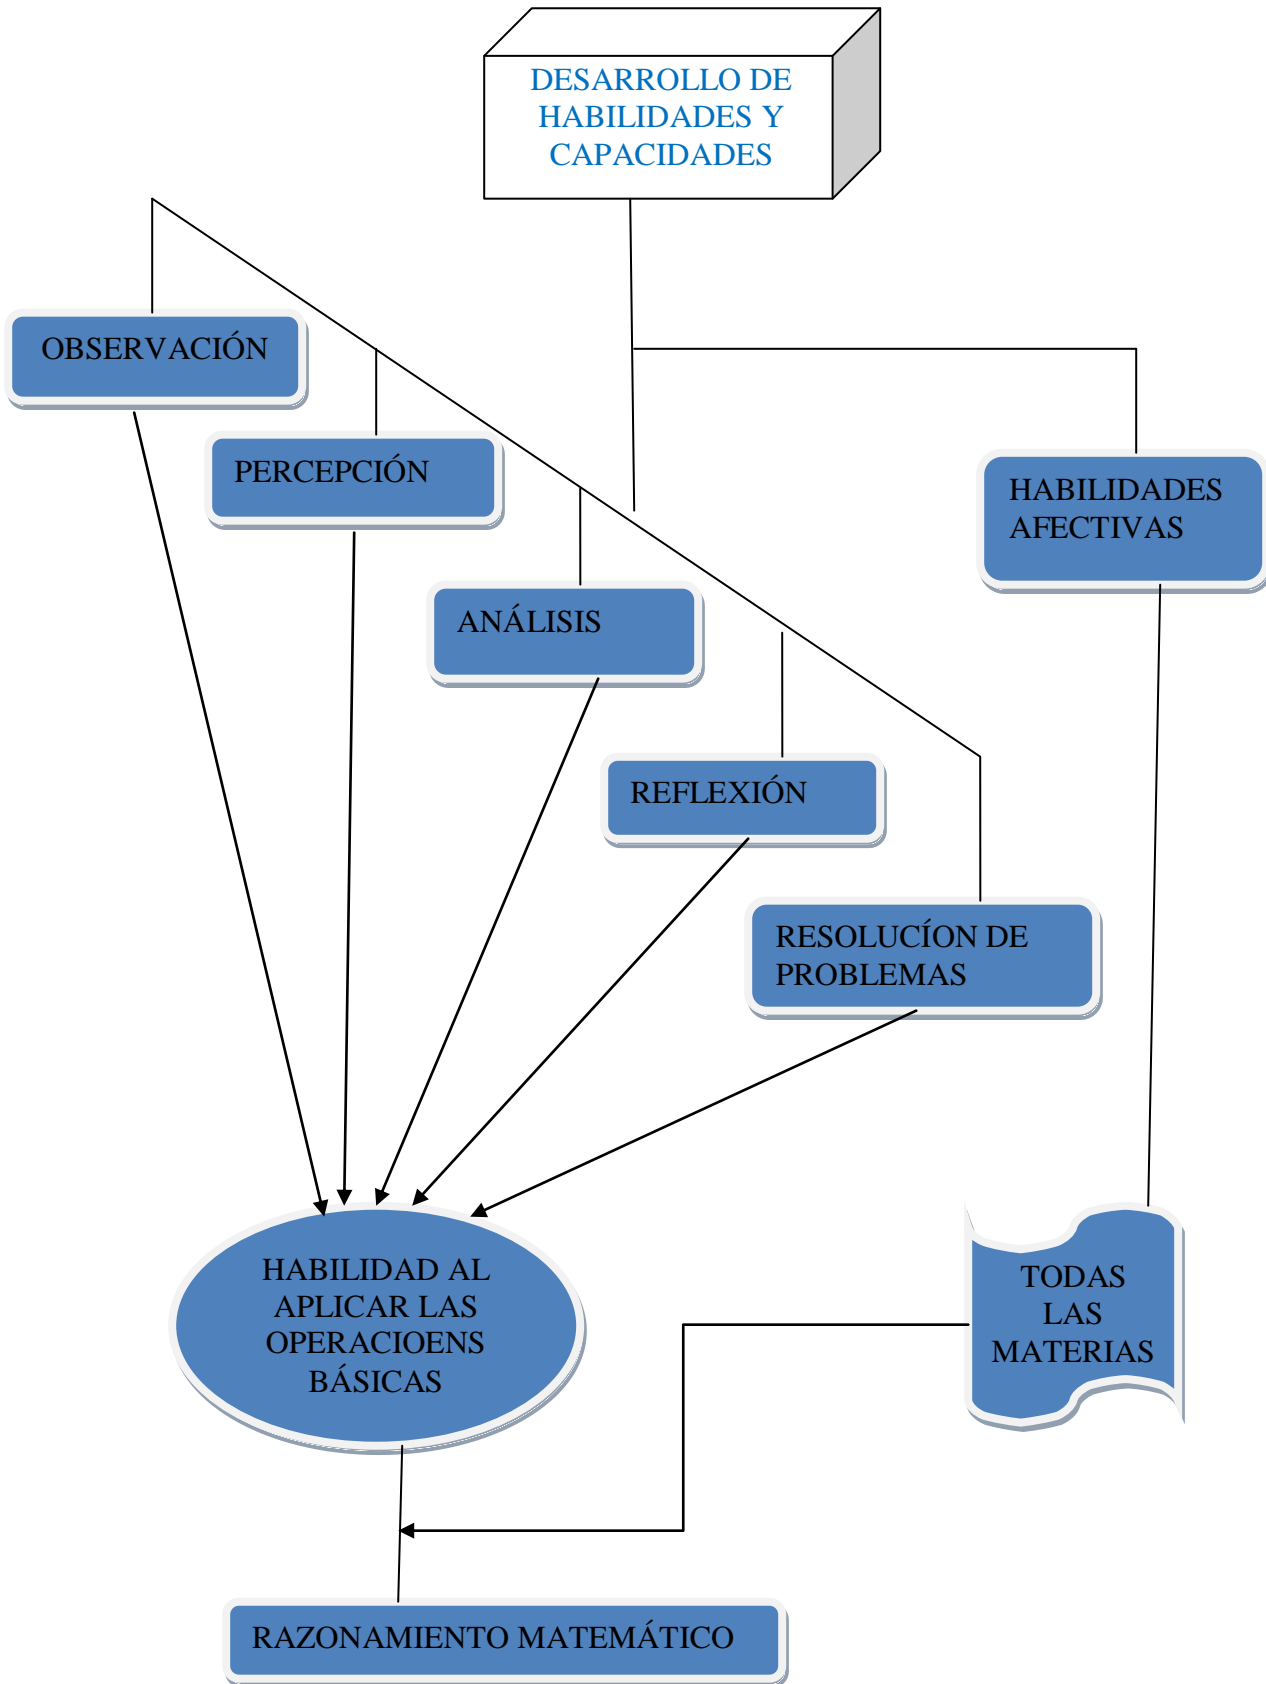 DESARROLLO DE
HABILIDADES Y
CAPACIDADES
OBSERVACIÓN
PERCEPCIÓN
HABILIDADES
AFECTIVAS
ANÁLISIS
REFLEXIÓN
RESOLUCÍON DE
PROBLEMAS
HABILIDAD AL
APLICAR LAS
OPERACIOENS
BÁSICAS
TODAS
LAS
MATERIAS
RAZONAMIENTO MATEMÁTICO